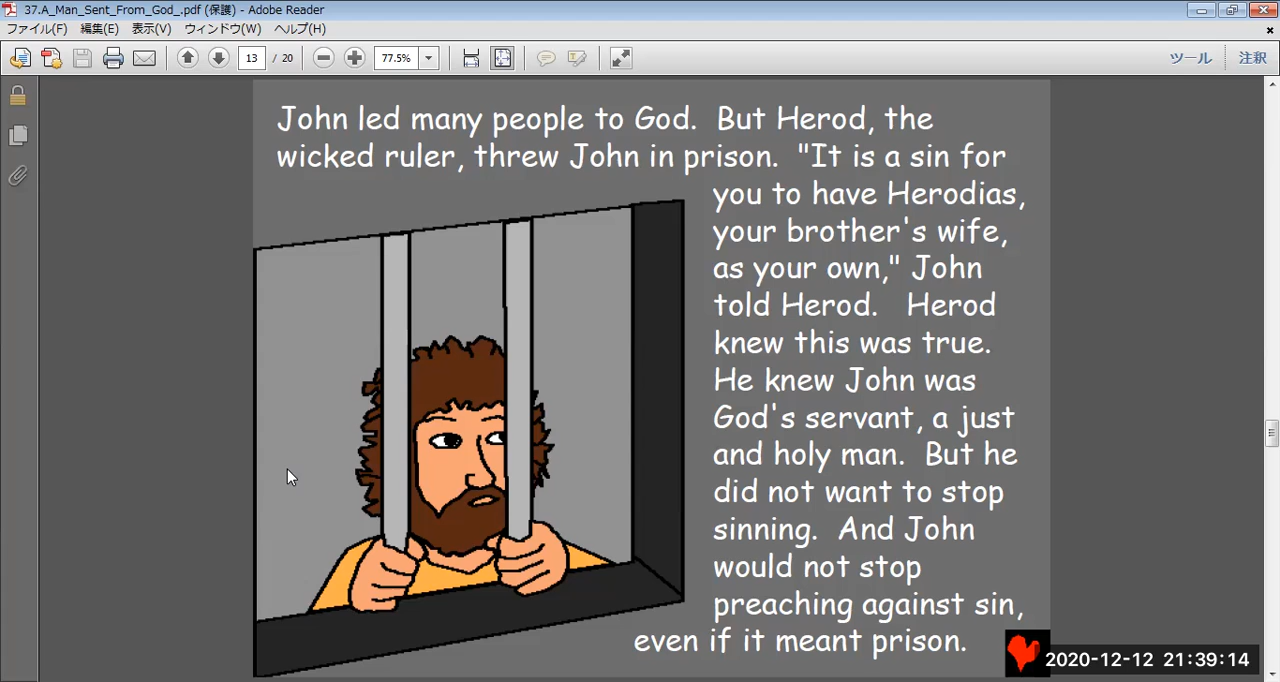 37.A_Man_Sent_From_God_.pdf (保護) - Adobe Reader
ファイル(F) 編集(E) 表示(V) ウィンドウ(W) ヘルプ(H)
13 / 20 77.5% ツール 注釈
John led many people to God. But Herod, the
wicked ruler, threw John in prison. "It is a sin for
you to have Herodias,
your brother's wife,
as your own," John
told Herod. Herod
knew this was true.
He knew John was
God's servant, a just
and holy man. But he
did not want to stop
sinning. And John
would not stop
preaching against sin,
even if it meant prison.
2020-12-12 21:39:14